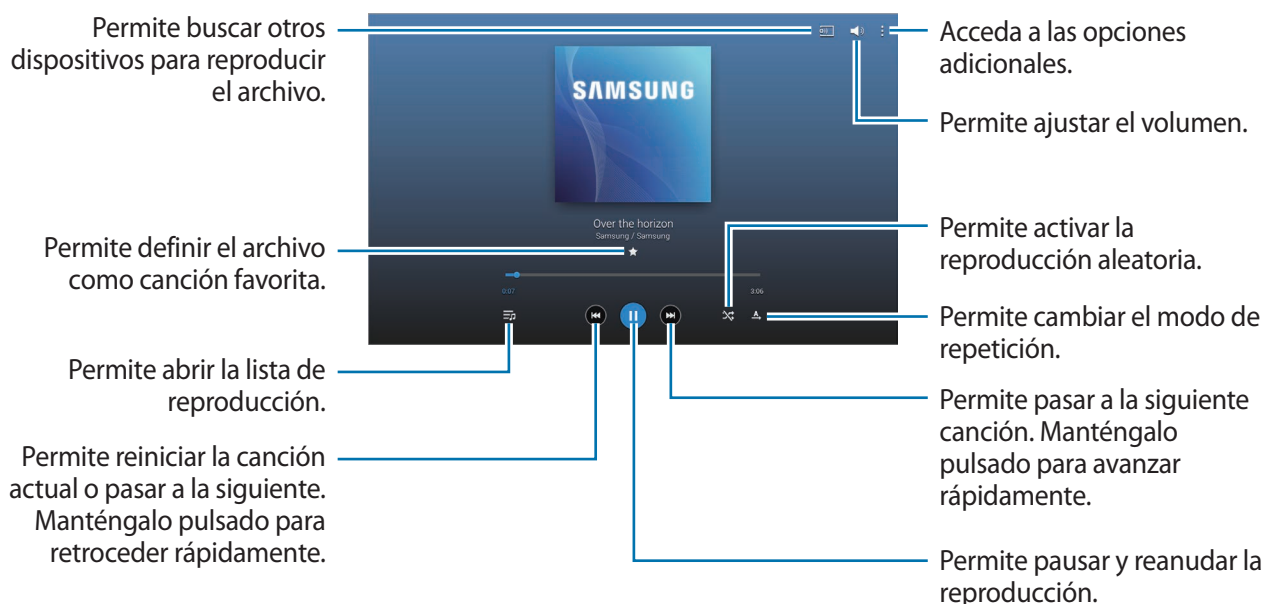 Permite buscar otros
dispositivos para reproducir
el archivo.
Permite definir el archivo
como canción favorita.
Permite abrir la lista de
reproducción.
Permite reiniciar la canción
actual o pasar a la siguiente.
Manténgalo pulsado para
retroceder rápidamente.
SAMSUNG
Over the horizon
Samsung / Samsung
0:07
3:06
A
Acceda a las opciones
adicionales.
Permite ajustar el volumen.
Permite activar la
reproducción aleatoria.
Permite cambiar el modo de
repetición.
Permite pasar a la siguiente
canción. Manténgalo
pulsado para avanzar
rápidamente.
Permite pausar y reanudar la
reproducción.